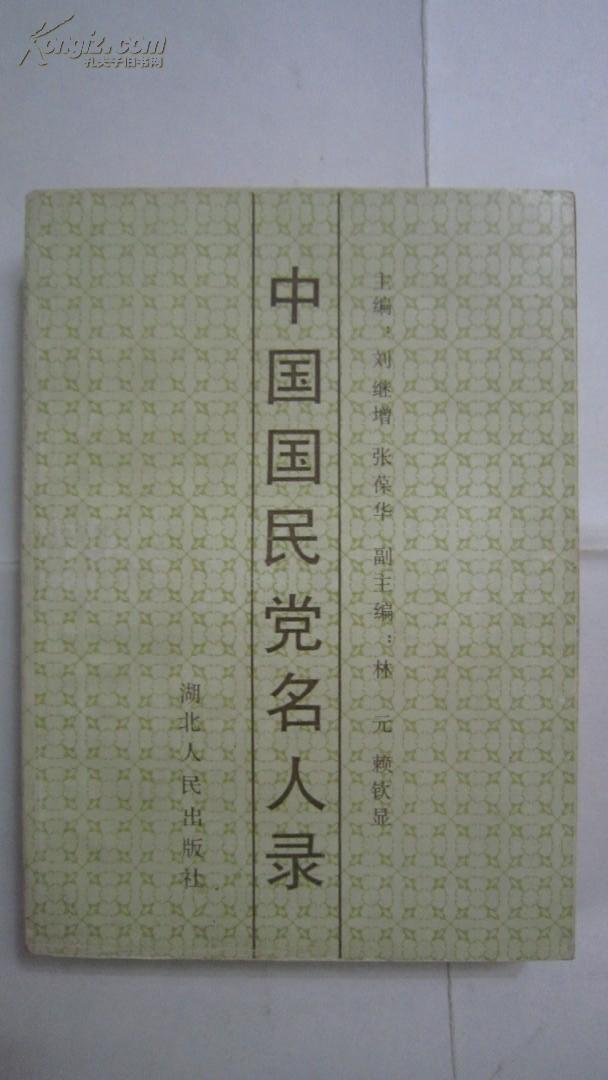 Kongfz.com
孔夫子旧书网
主编：刘继增 张葆华 副主编：林 元 赖钦显
中国国民党名人录
湖北人民出版社